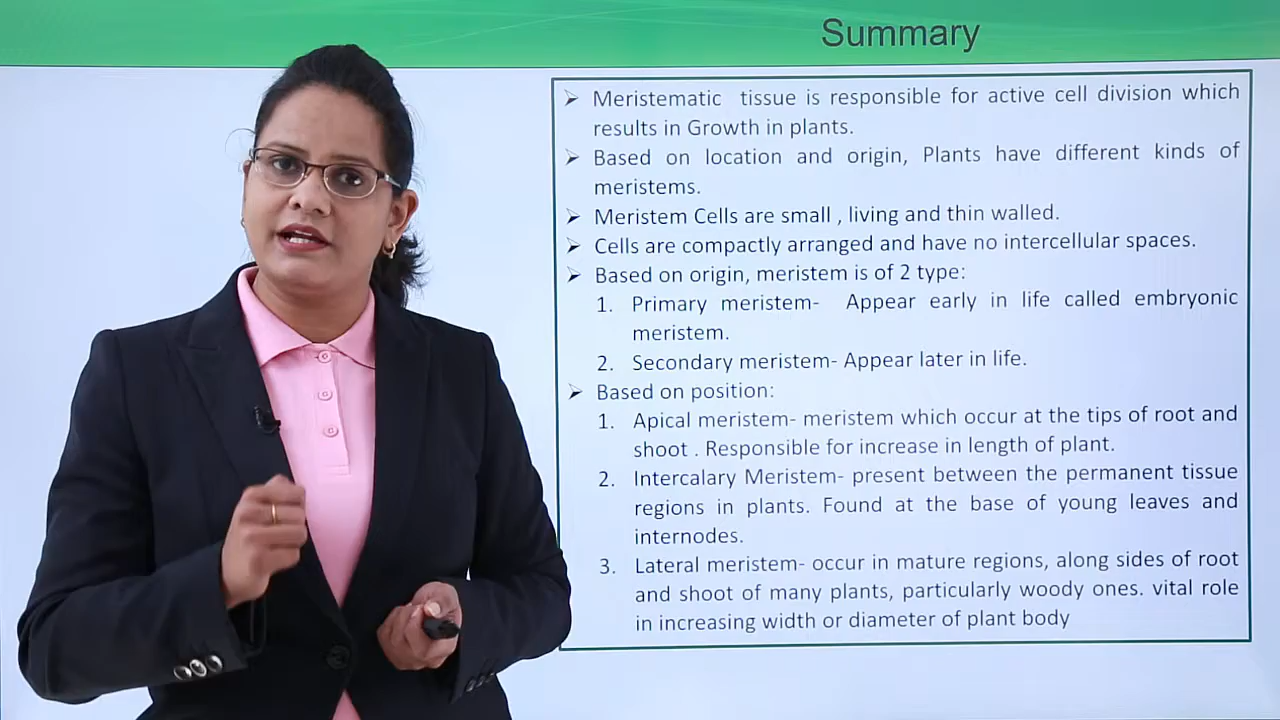 Summary
➢ Meristematic tissue is responsible for active cell division which
results in Growth in plants.
➢ Based on location and origin, Plants have different kinds of
meristems.
➢ Meristem Cells are small , living and thin walled.
➢ Cells are compactly arranged and have no intercellular spaces.
➢ Based on origin, meristem is of 2 type:
1. Primary meristem- Appear early in life called embryonic
meristem.
2. Secondary meristem- Appear later in life.
➢ Based on position:
1. Apical meristem- meristem which occur at the tips of root and
shoot . Responsible for increase in length of plant.
2. Intercalary Meristem- present between the permanent tissue
regions in plants. Found at the base of young leaves and
internodes.
3. Lateral meristem- occur in mature regions, along sides of root
and shoot of many plants, particularly woody ones. vital role
in increasing width or diameter of plant body